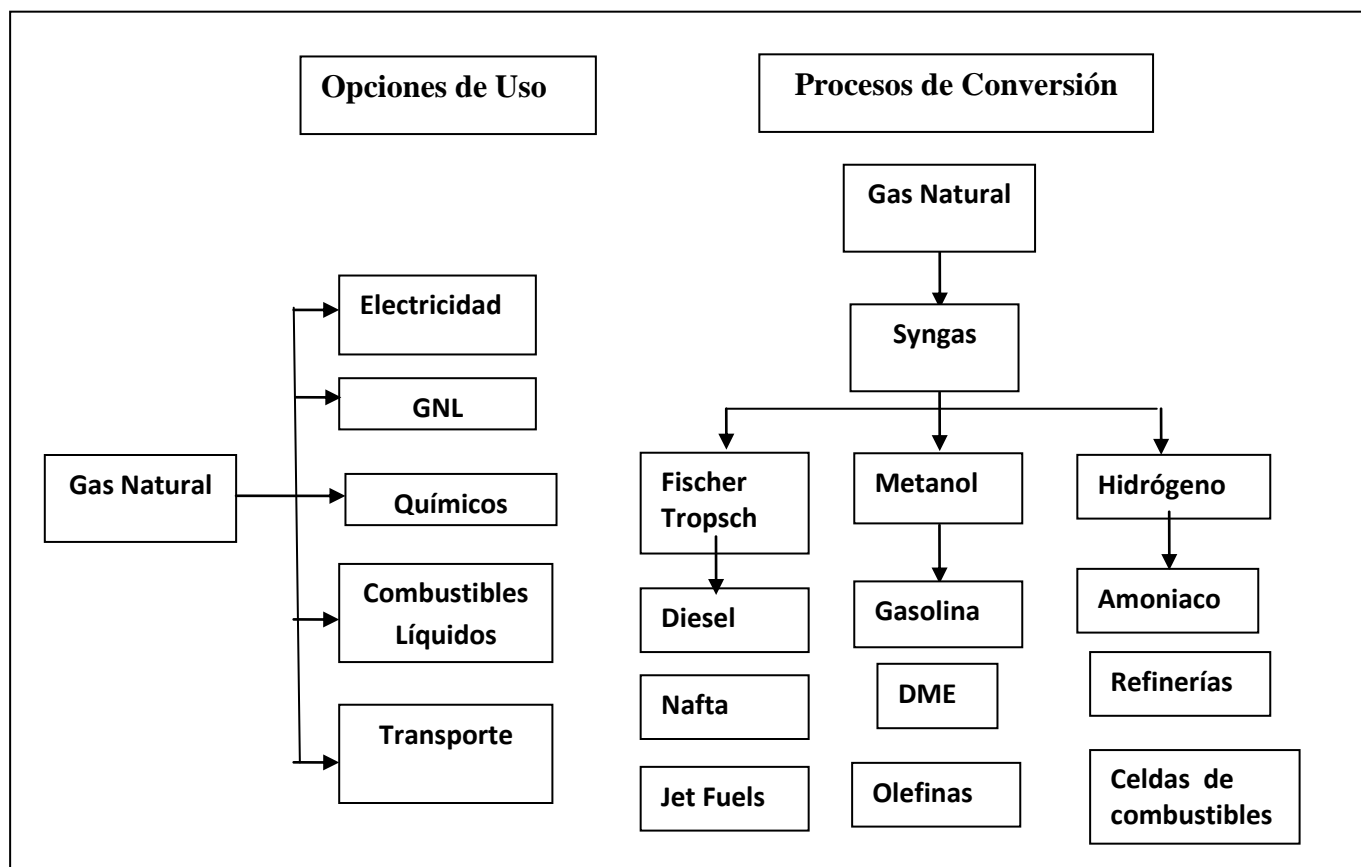 Opciones de Uso
Procesos de Conversión
Gas Natural
Electricidad
GNL
Químicos
Combustibles
Líquidos
Transporte
Gas Natural
Syngas
Fischer
Tropsch
Diesel
Nafta
Jet Fuels
Metanol
Gasolina
DME
Olefinas
Hidrógeno
Amoniaco
Refinerías
Celdas de
combustibles